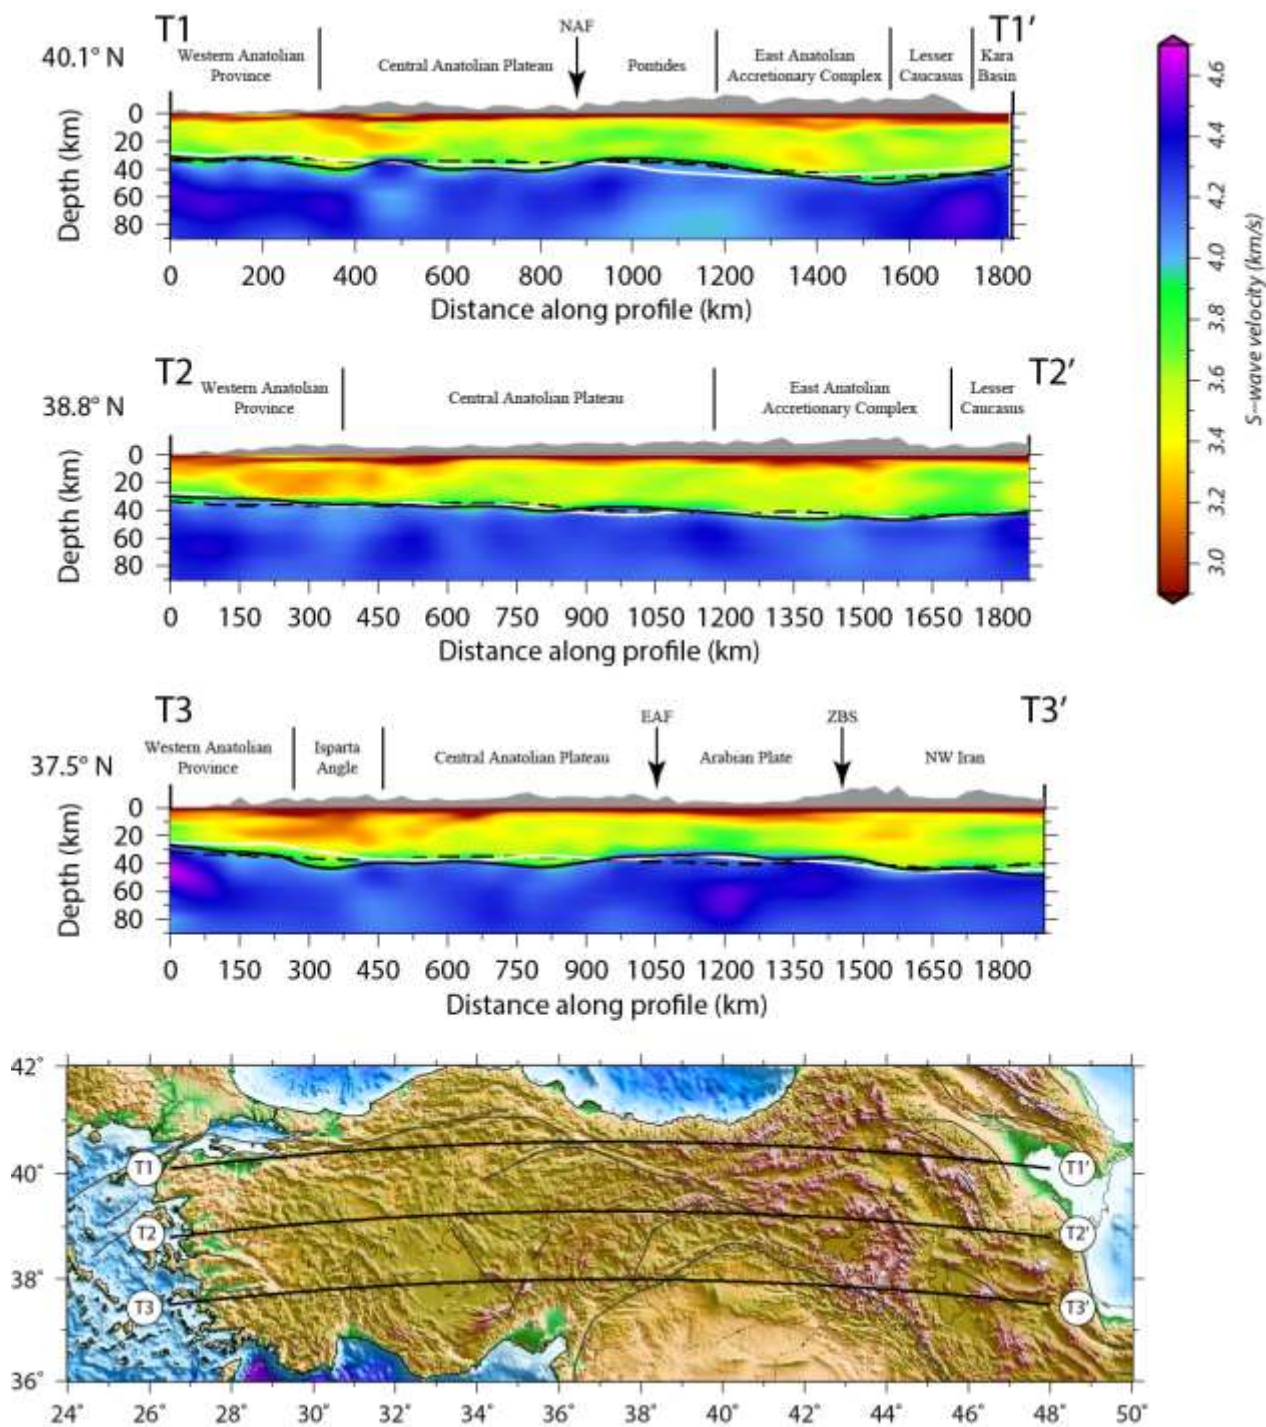 T1
NAF
T1′
40.1° N
Western Anatolian
Province
Central Anatolian Plateau
Pontides
East Anatolian
Accretionary Complex
Lesser
Caucasus
Kara
Basin
Depth (km)
0
20
40
60
80
0 200 400 600 800 1000 1200 1400 1600 1800
Distance along profile (km)
T2
T2′
38.8° N
Western Anatolian
Province
Central Anatolian Plateau
East Anatolian
Accretionary Complex
Lesser
Caucasus
Depth (km)
0
20
40
60
80
0 150 300 450 600 750 900 1050 1200 1350 1500 1650 1800
Distance along profile (km)
T3
EAF
ZBS
T3′
37.5° N
Western Anatolian
Province
Isparta
Angle
Central Anatolian Plateau
Arabian Plate
NW Iran
Depth (km)
0
20
40
60
80
0 150 300 450 600 750 900 1050 1200 1350 1500 1650 1800
Distance along profile (km)
4.6
4.4
4.2
4.0
3.8
3.6
3.4
3.2
3.0
S−wave velocity (km/s)
42°
40°
38°
36°
T1
T1′
T2
T2′
T3
T3′
24° 26° 28° 30° 32° 34° 36° 38° 40° 42° 44° 46° 48° 50°